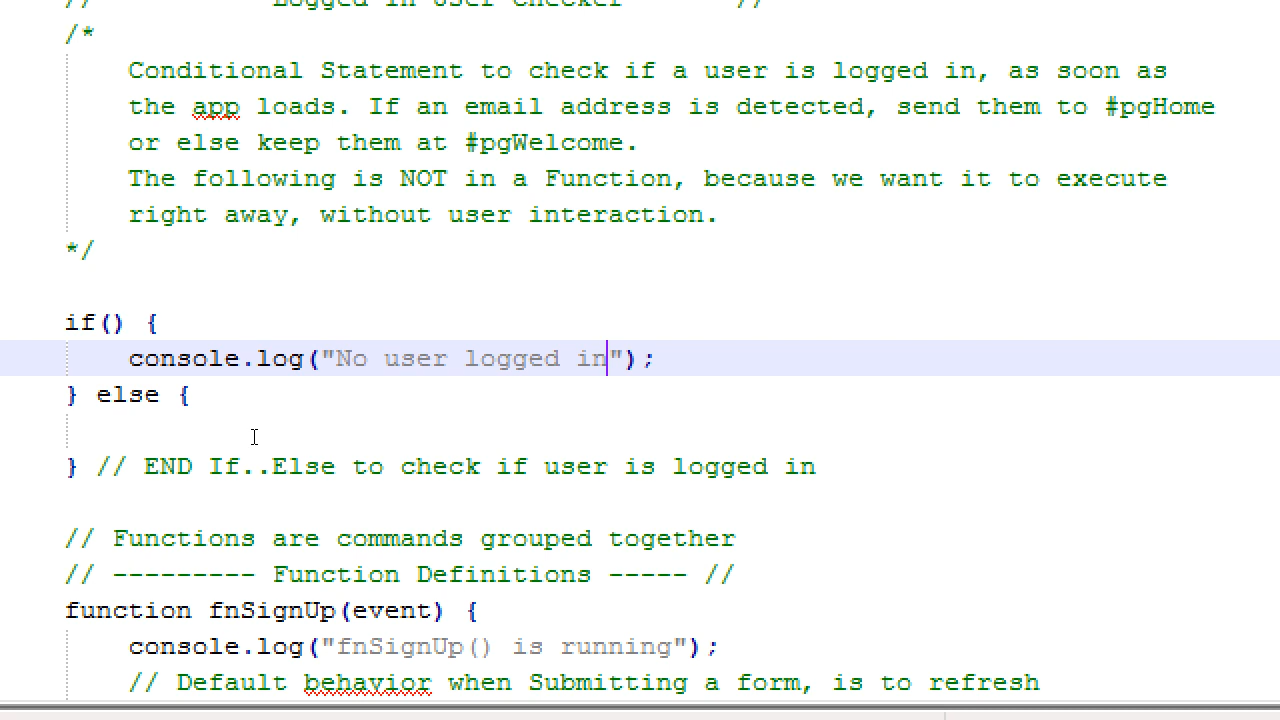 // Logged in User Checker //
/*
Conditional Statement to check if a user is logged in, as soon as
the app loads. If an email address is detected, send them to #pgHome
or else keep them at #pgWelcome.
The following is NOT in a Function, because we want it to execute
right away, without user interaction.
*/
if() {
console.log("No user logged in");
} else {
} // END If..Else to check if user is logged in
// Functions are commands grouped together
// --------- Function Definitions ----- //
function fnSignUp(event) {
console.log("fnSignUp() is running");
// Default behavior when Submitting a form, is to refresh